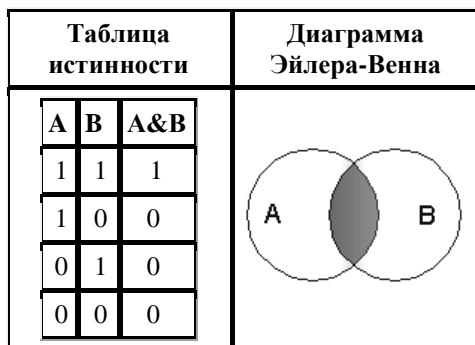 Таблица
истинности
Диаграмма
Эйлера-Венна
A B A&B
1 1 1
1 0 0
0 1 0
0 0 0
A B